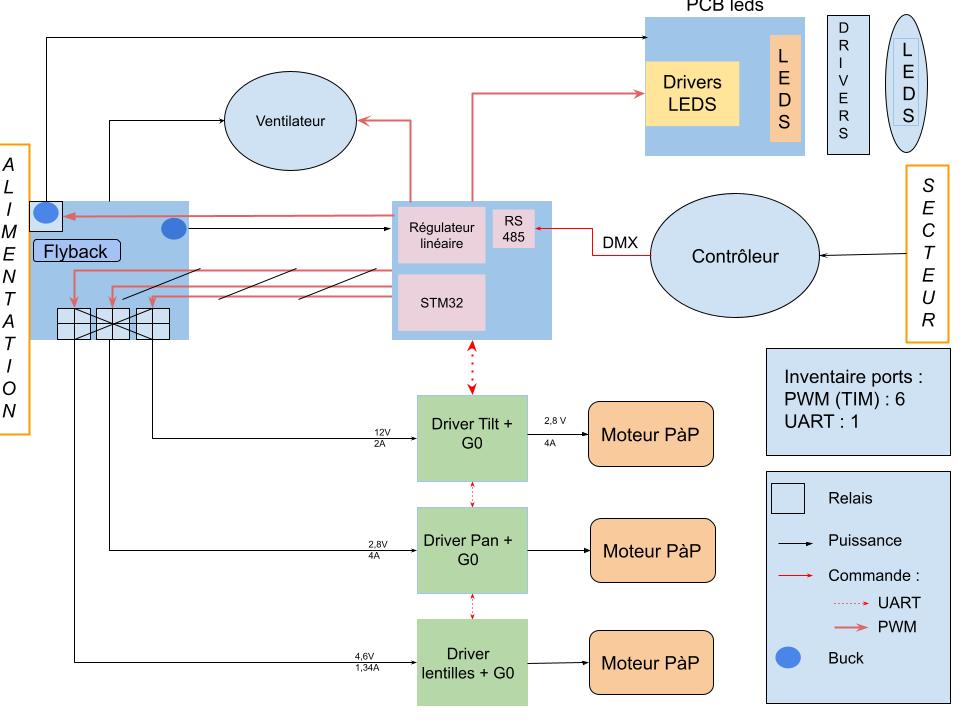 PCB leds
DRIVERS
LEDS
LEDS
Drivers
LEDS
Ventilateur
ALIMENTATION
Flyback
Régulateur
linéaire
RS
485
STM32
DMX
Contrôleur
SECTEUR
Inventaire ports :
PWM (TIM) : 6
UART : 1
12V
2A
Driver Tilt +
G0
2,8 V
4A
Moteur PàP
2,8V
4A
Driver Pan +
G0
Moteur PàP
4,6V
1,34A
Driver
lentilles + G0
Moteur PàP
Relais
Puissance
Commande :
UART
PWM
Buck